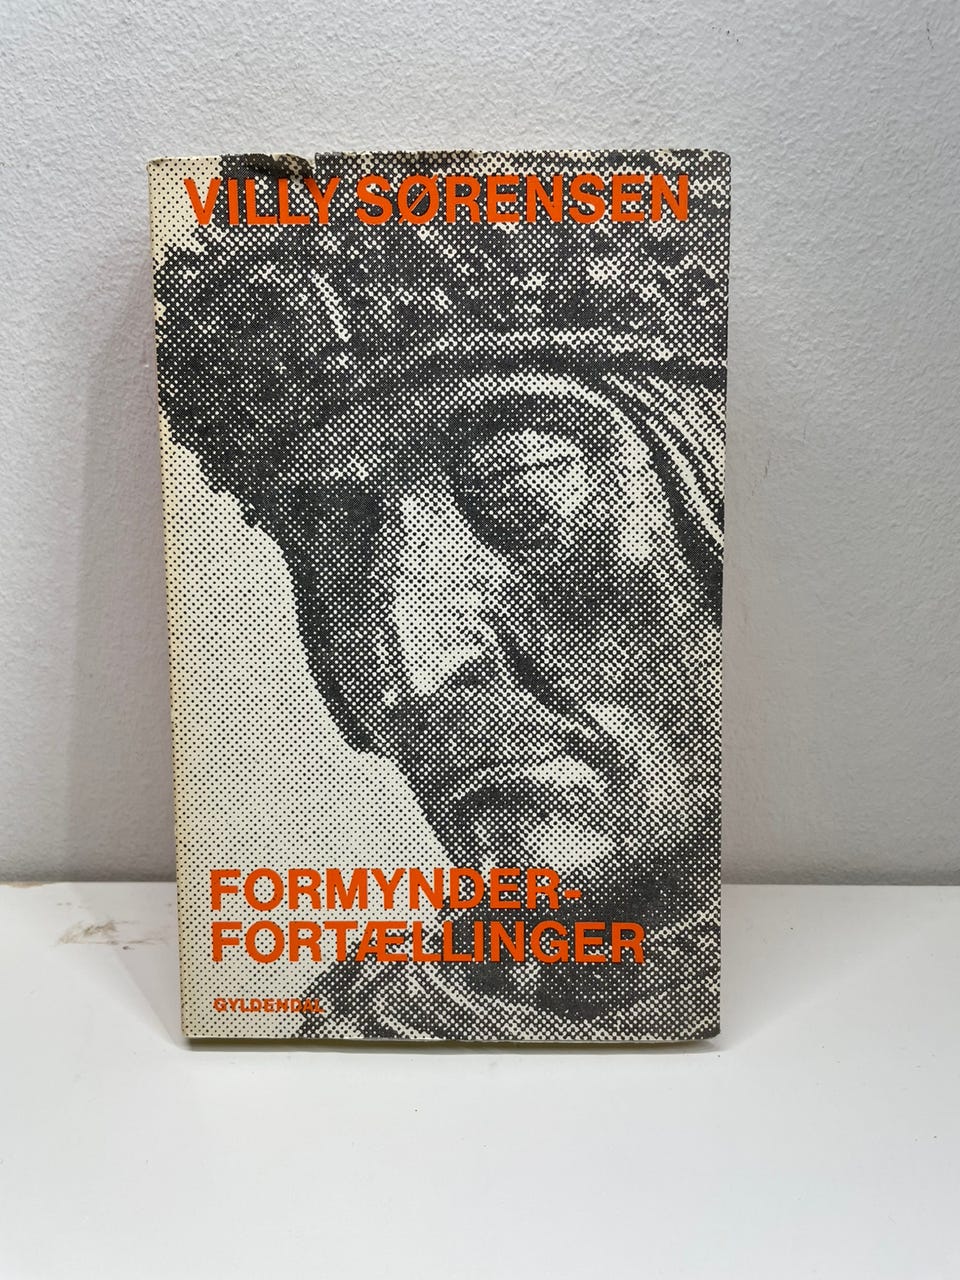 VILLY SØRENSEN
FORMYNDER-
FORTÆLLINGER
GYLDENDAL